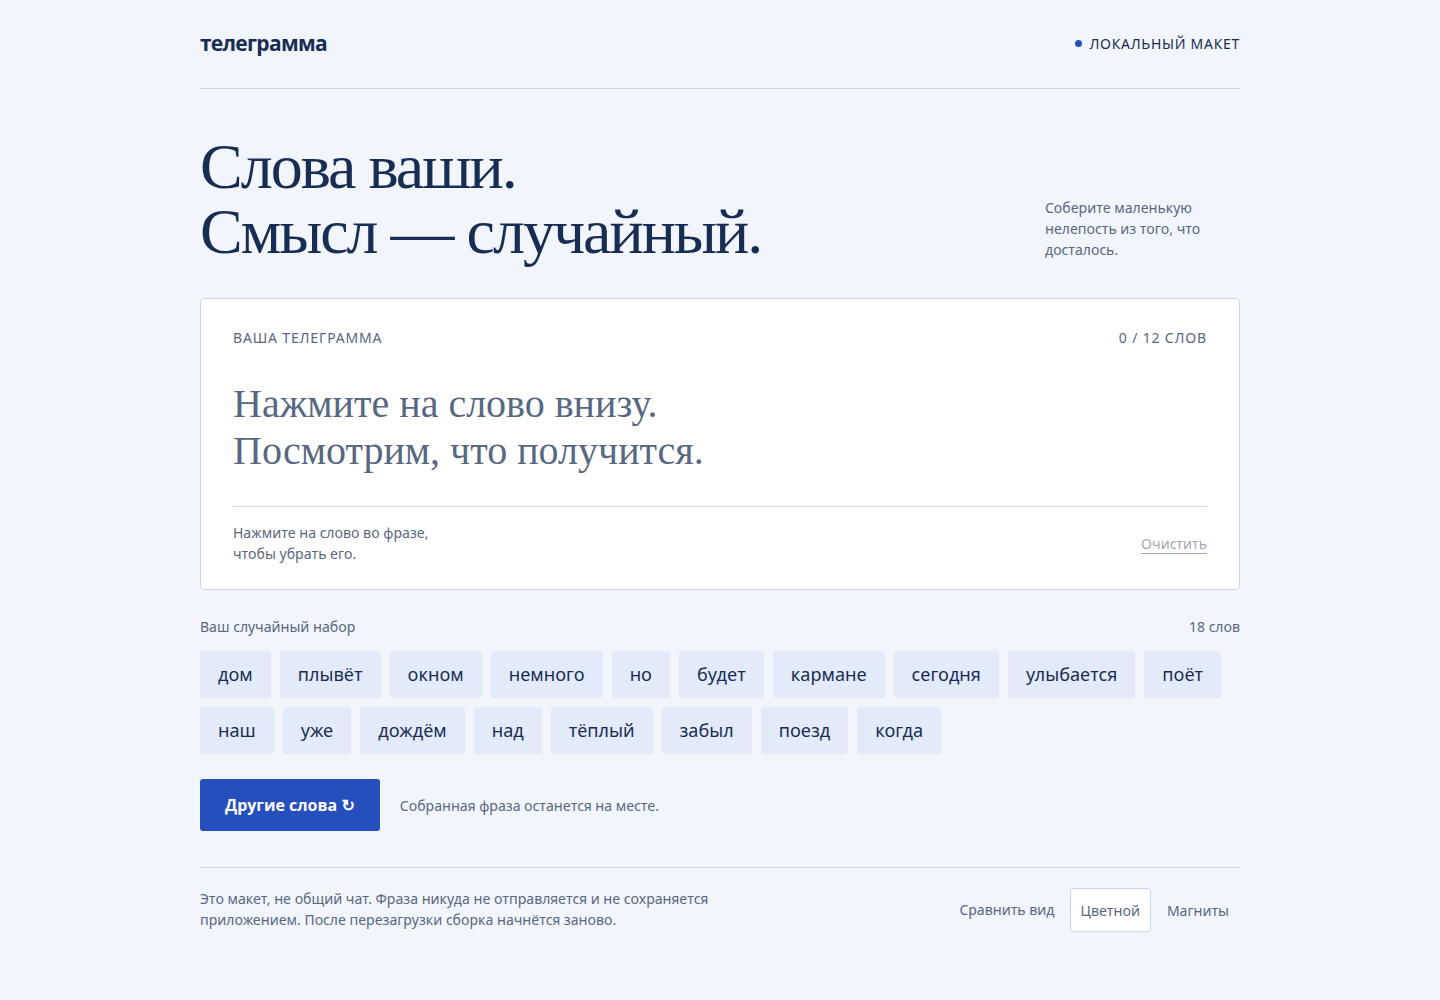 телеграмма
ЛОКАЛЬНЫЙ МАКЕТ
Слова ваши.
Смысл — случайный.
Соберите маленькую
нелепость из того, что
досталось.
ВАША ТЕЛЕГРАММА
0 / 12 СЛОВ
Нажмите на слово внизу.
Посмотрим, что получится.
Нажмите на слово во фразе,
чтобы убрать его.
Очистить
Ваш случайный набор
18 слов
дом плывёт окном немного но будет кармане сегодня улыбается поёт
наш уже дождём над тёплый забыл поезд когда
Другие слова ↻
Собранная фраза останется на месте.
Это макет, не общий чат. Фраза никуда не отправляется и не сохраняется
приложением. После перезагрузки сборка начнётся заново.
Сравнить вид Цветной Магниты